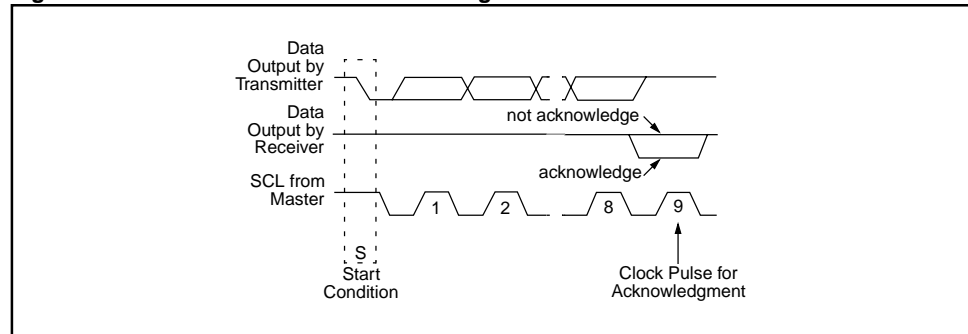 Data
Output by
Transmitter
Data
Output by
Receiver
not acknowledge
acknowledge
SCL from
Master
1
2
8
9
S
Start
Condition
Clock Pulse for
Acknowledgment